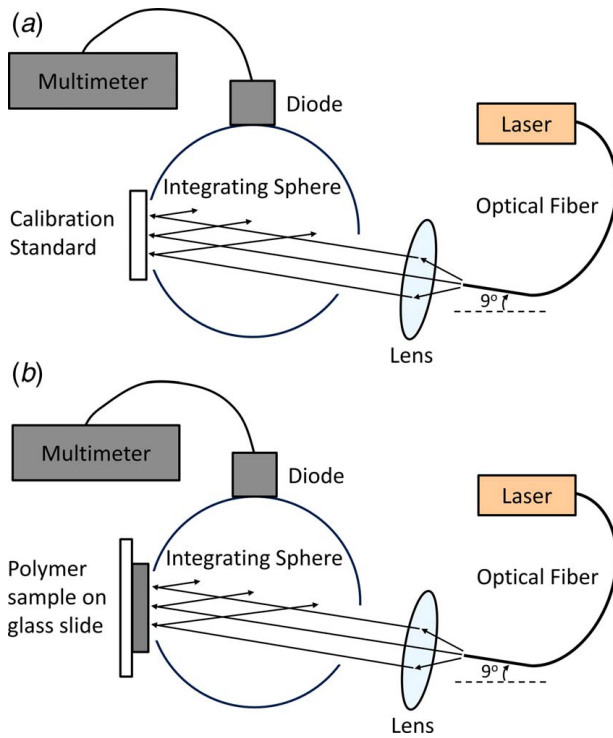 (a)
Multimeter
Diode
Laser
Integrating Sphere
Calibration
Standard
Optical Fiber
9°
Lens
(b)
Multimeter
Diode
Laser
Integrating Sphere
Polymer
sample on
glass slide
Optical Fiber
9°
Lens